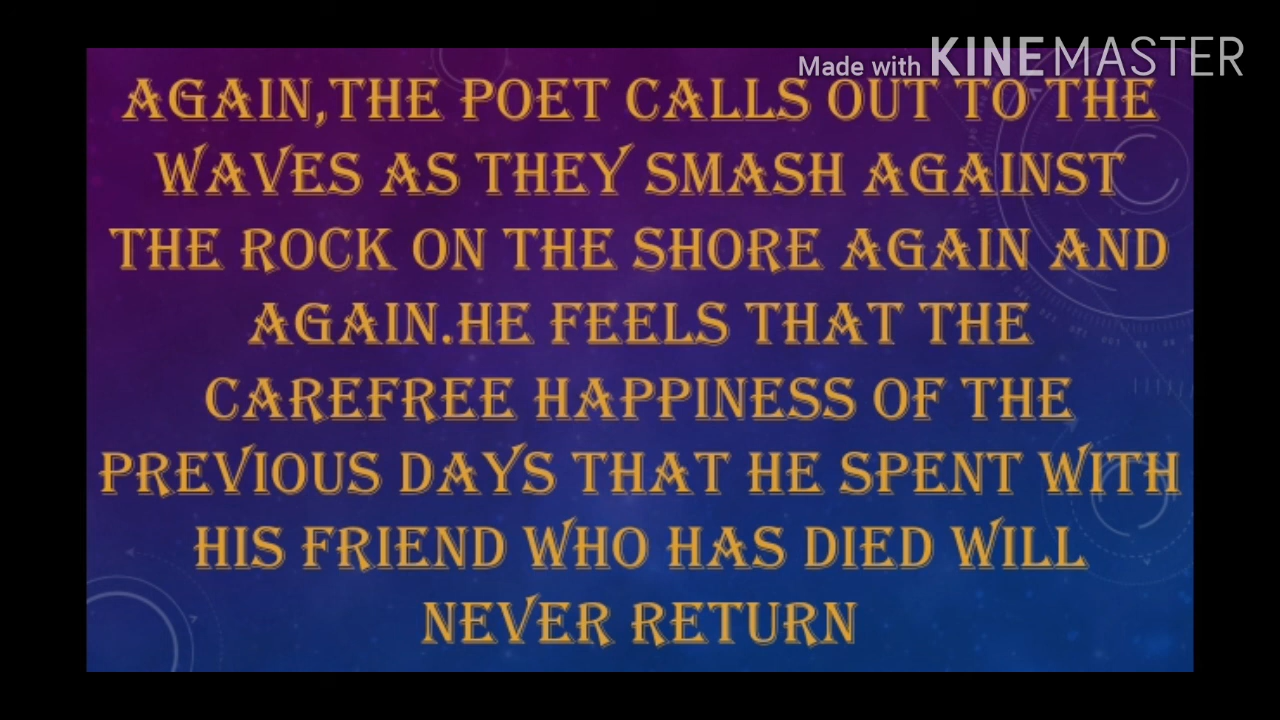 Made with KINEMASTER
AGAIN,THE POET CALLS OUT TO THE
WAVES AS THEY SMASH AGAINST
THE ROCK ON THE SHORE AGAIN AND
AGAIN.HE FEELS THAT THE
CAREFREE HAPPINESS OF THE
PREVIOUS DAYS THAT HE SPENT WITH
HIS FRIEND WHO HAS DIED WILL
NEVER RETURN